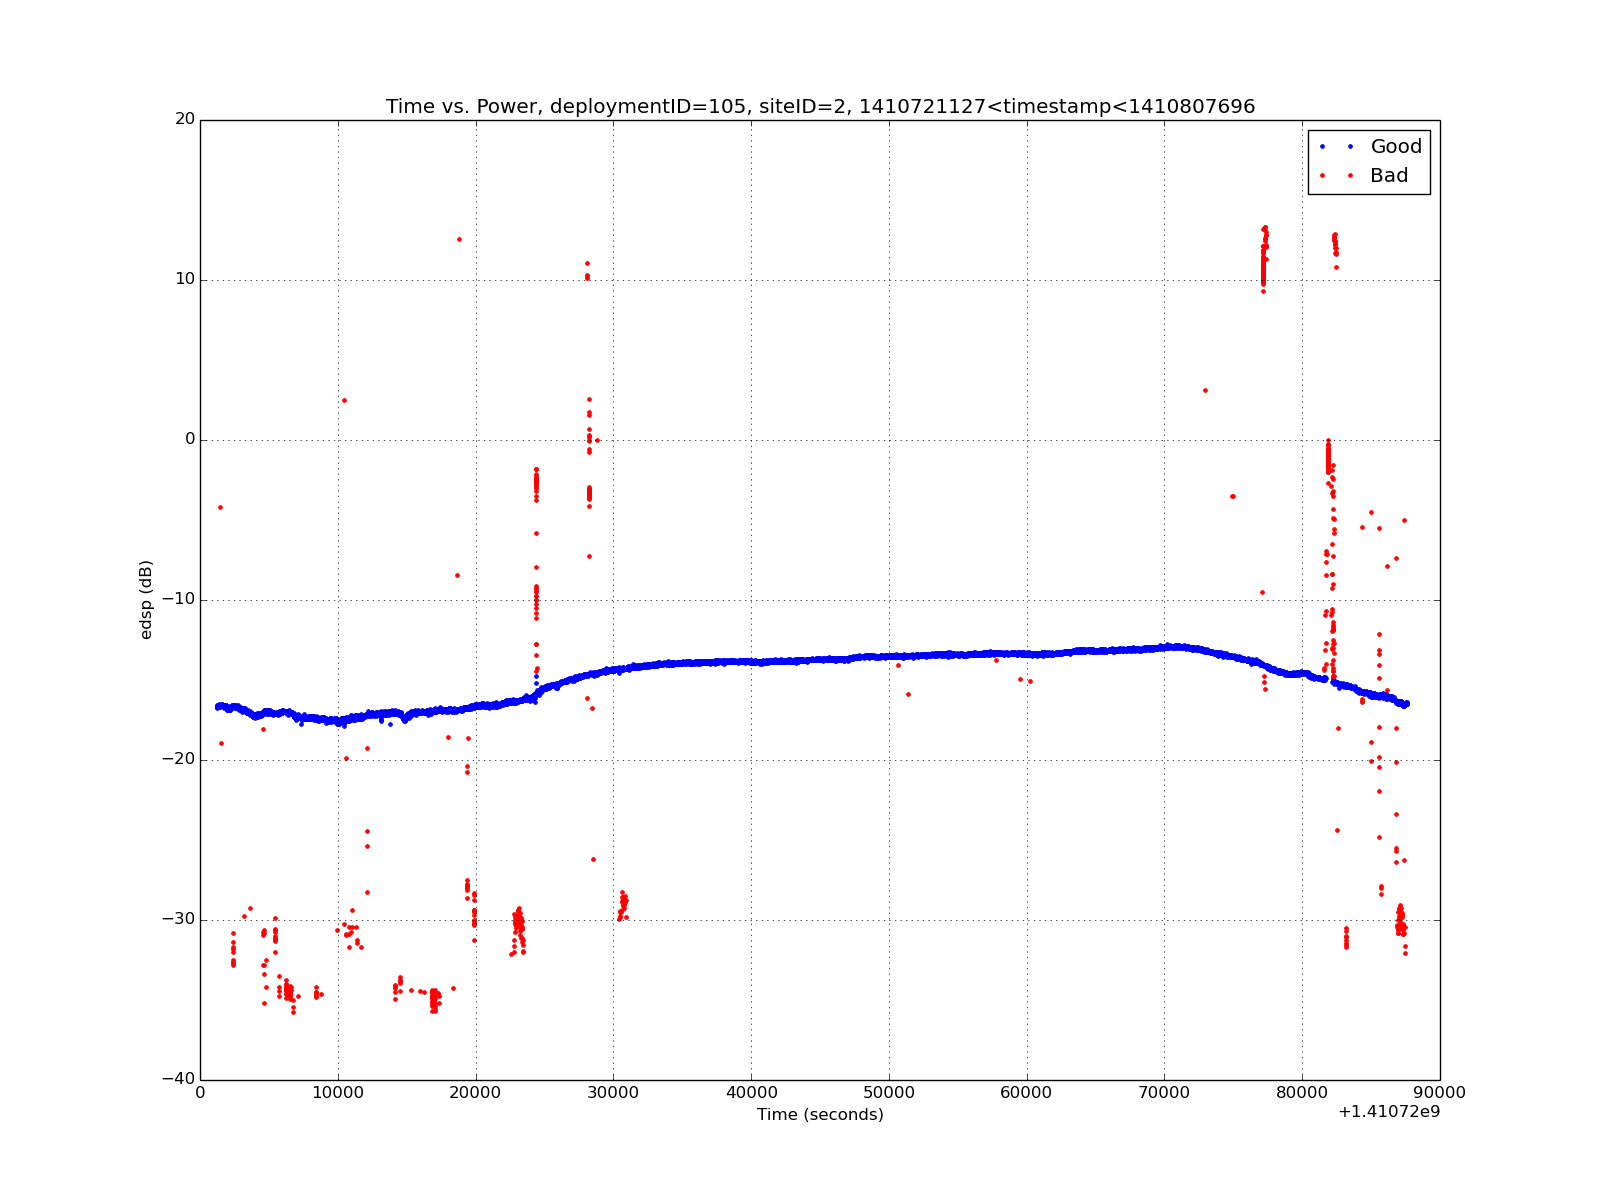 Time vs. Power, deploymentID=105, siteID=2, 1410721127<timestamp<1410807696
20
Good
Bad
10
0
edsp (dB)
−10
−20
−30
−40
0 10000 20000 30000 40000 50000 60000 70000 80000 90000
Time (seconds)
+1.41072e9